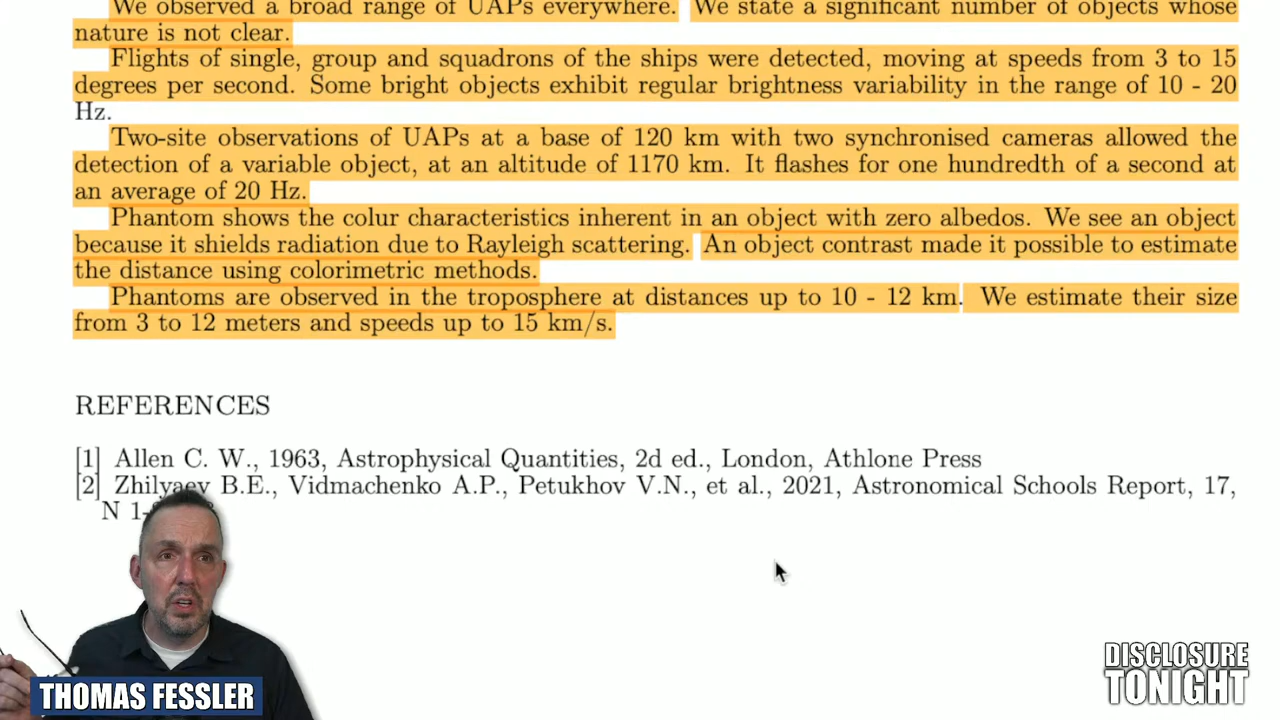 We observed a broad range of UAPs everywhere. We state a significant number of objects whose
nature is not clear.
Flights of single, group and squadrons of the ships were detected, moving at speeds from 3 to 15
degrees per second. Some bright objects exhibit regular brightness variability in the range of 10 - 20
Hz.
Two-site observations of UAPs at a base of 120 km with two synchronised cameras allowed the
detection of a variable object, at an altitude of 1170 km. It flashes for one hundredth of a second at
an average of 20 Hz.
Phantom shows the colur characteristics inherent in an object with zero albedos. We see an object
because it shields radiation due to Rayleigh scattering. An object contrast made it possible to estimate
the distance using colorimetric methods.
Phantoms are observed in the troposphere at distances up to 10 - 12 km. We estimate their size
from 3 to 12 meters and speeds up to 15 km/s.
REFERENCES
[1] Allen C. W., 1963, Astrophysical Quantities, 2d ed., London, Athlone Press
[2] Zhilyaev B.E., Vidmachenko A.P., Petukhov V.N., et al., 2021, Astronomical Schools Report, 17,
N
THOMAS FESSLER
DISCLOSURE
TONIGHT